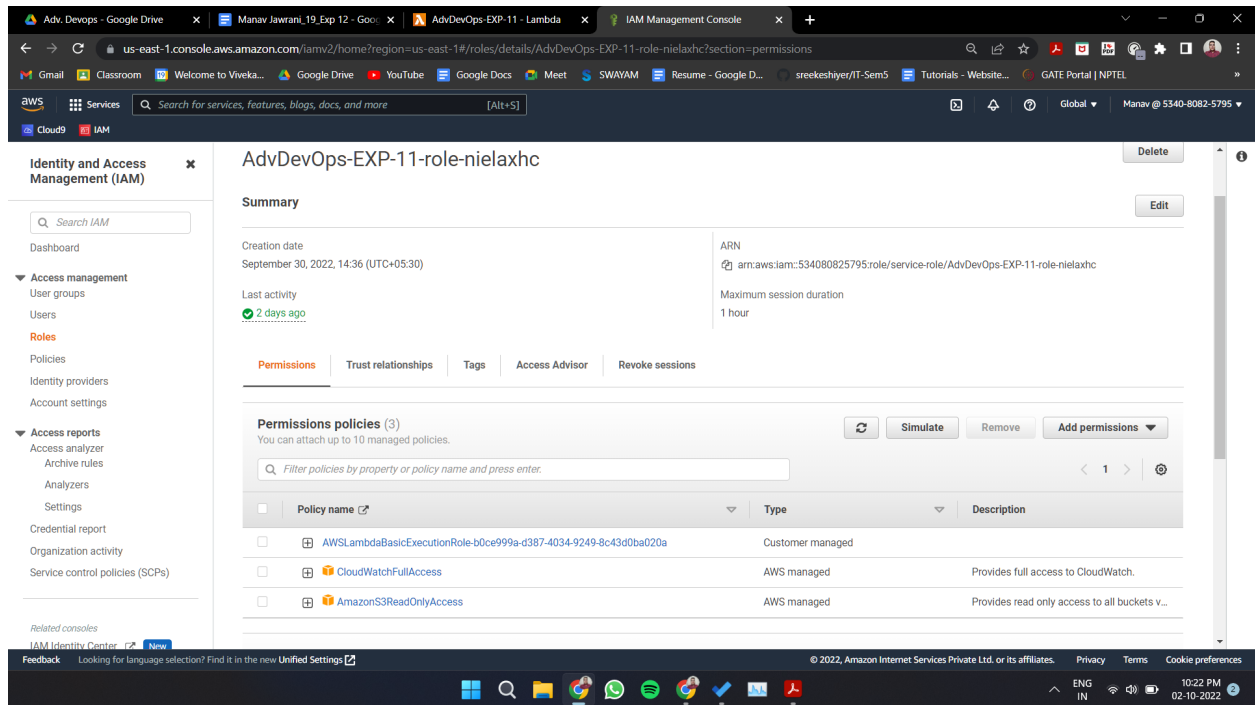 Adv. Devops - Google Drive
Manav Jawrani_19_Exp 12 - Goog
AdvDevOps-EXP-11 - Lambda
IAM Management Console
us-east-1.console.aws.amazon.com/iamv2/home?region=us-east-1#/roles/details/AdvDevOps-EXP-11-role-nielaxhc?section=permissions
Gmail Classroom Welcome to Viveka... Google Drive YouTube Google Docs Meet SWAYAM Resume - Google D... sreekeshiyer/IT-Sem5 Tutorials - Website... GATE Portal | NPTEL »
aws Services Search for services, features, blogs, docs, and more [Alt+S] Global Manav @ 5340-8082-5795
Cloud9 IAM
Identity and Access
Management (IAM)
Search IAM
Dashboard
Access management
User groups
Users
Roles
Policies
Identity providers
Account settings
Access reports
Access analyzer
Archive rules
Analyzers
Settings
Credential report
Organization activity
Service control policies (SCPs)
Related consoles
IAM Identity Center New
AdvDevOps-EXP-11-role-nielaxhc
Delete
Summary
Edit
Creation date
September 30, 2022, 14:36 (UTC+05:30)
Last activity
2 days ago
ARN
arn:aws:iam::534080825795:role/service-role/AdvDevOps-EXP-11-role-nielaxhc
Maximum session duration
1 hour
Permissions Trust relationships Tags Access Advisor Revoke sessions
Permissions policies (3)
You can attach up to 10 managed policies.
Simulate Remove Add permissions
Filter policies by property or policy name and press enter.
1
Policy name Type Description
AWSLambdaBasicExecutionRole-b0ce999a-d387-4034-9249-8c43d0ba020a Customer managed
CloudWatchFullAccess AWS managed Provides full access to CloudWatch.
AmazonS3ReadOnlyAccess AWS managed Provides read only access to all buckets v...
Feedback Looking for language selection? Find it in the new Unified Settings © 2022, Amazon Internet Services Private Ltd. or its affiliates. Privacy Terms Cookie preferences
ENG
IN
10:22 PM
02-10-2022
2